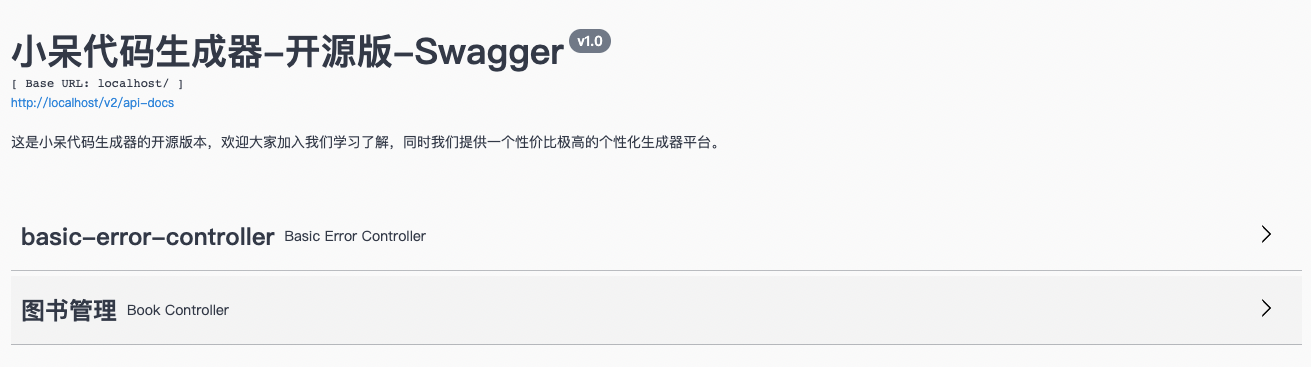 小呆代码生成器-开源版-Swagger v1.0
[ Base URL: localhost/ ]
http://localhost/v2/api-docs
这是小呆代码生成器的开源版本，欢迎大家加入我们学习了解，同时我们提供一个性价比极高的个性化生成器平台。
basic-error-controller Basic Error Controller
图书管理 Book Controller